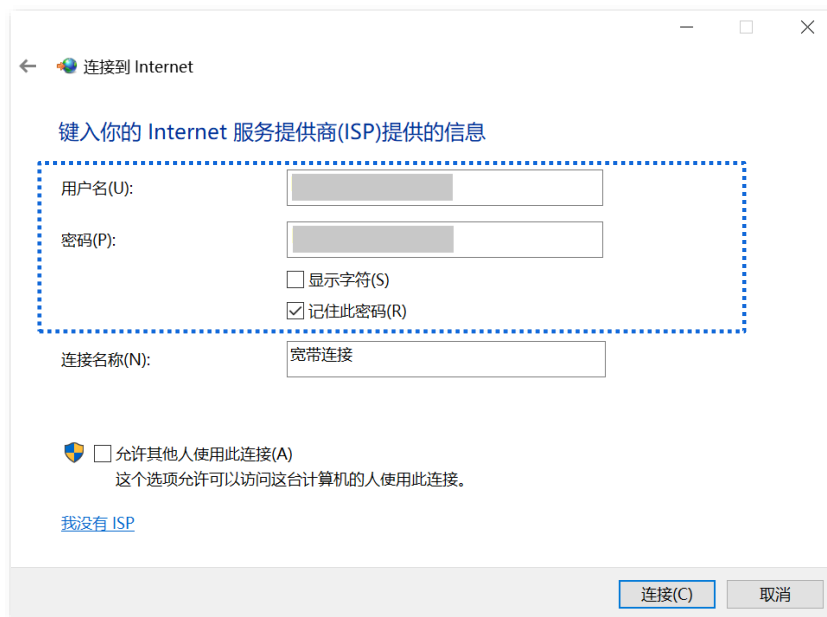 连接到 Internet
键入你的 Internet 服务提供商(ISP)提供的信息
用户名(U):
密码(P):
显示字符(S)
记住此密码(R)
连接名称(N):
宽带连接
允许其他人使用此连接(A)
这个选项允许可以访问这台计算机的人使用此连接。
我没有 ISP
连接(C)
取消